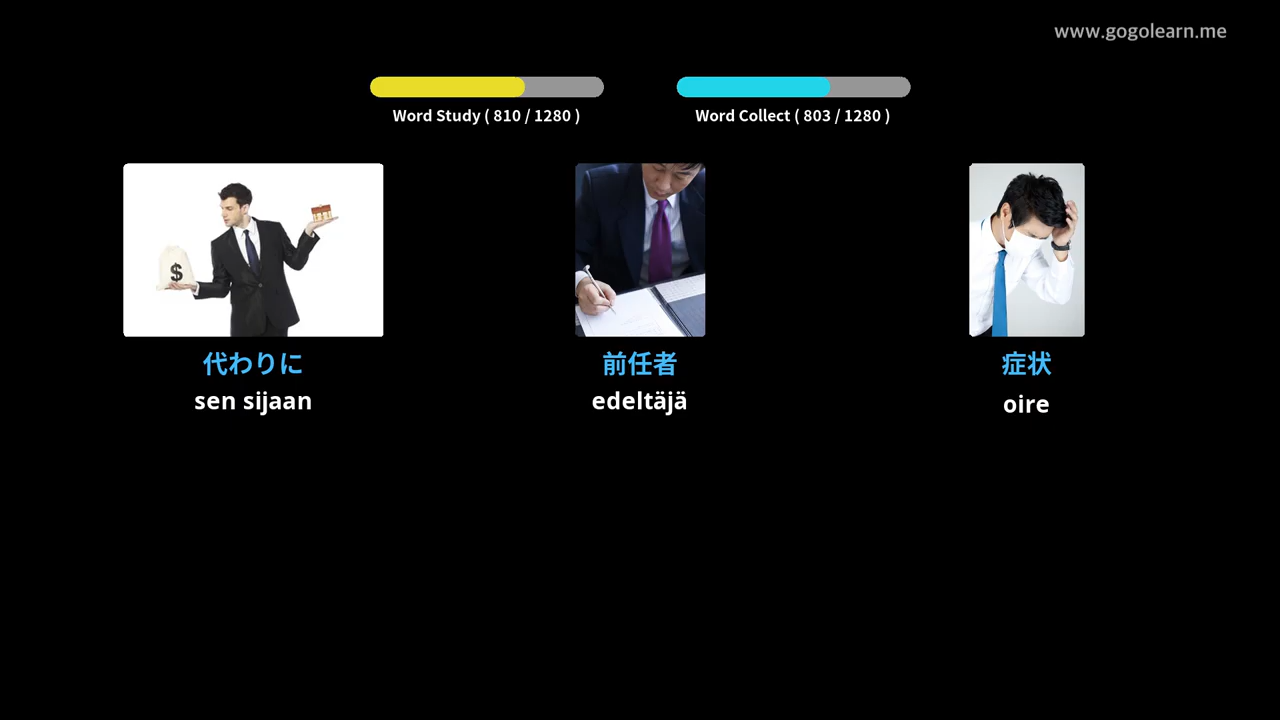 www.gogolearn.me
Word Study ( 810 / 1280 )
Word Collect ( 803 / 1280 )
$
代わりに
sen sijaan
前任者
edeltäjä
症状
oire